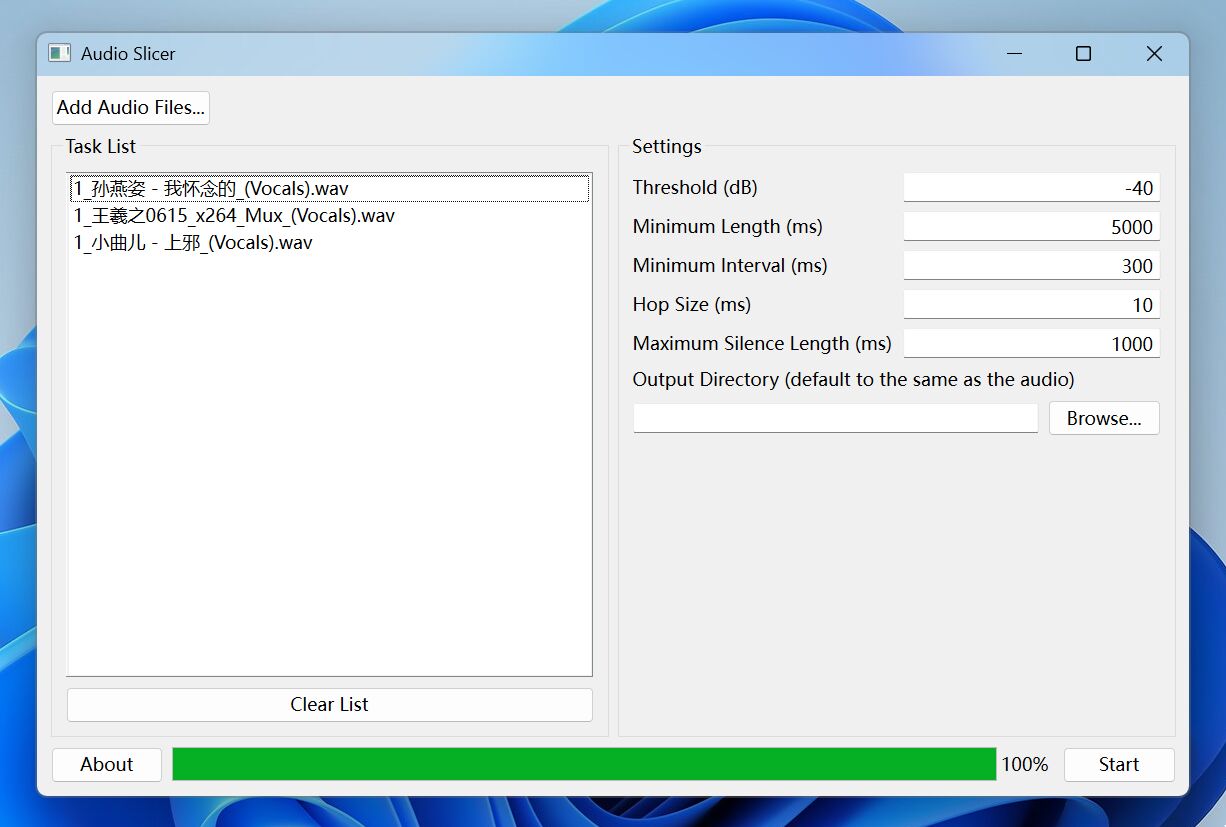 Audio Slicer
Add Audio Files...
Task List
1_孙燕姿 - 我怀念的_(Vocals).wav
1_王羲之0615_x264_Mux_(Vocals).wav
1_小曲儿 - 上邪_(Vocals).wav
Clear List
Settings
Threshold (dB) -40
Minimum Length (ms) 5000
Minimum Interval (ms) 300
Hop Size (ms) 10
Maximum Silence Length (ms) 1000
Output Directory (default to the same as the audio)
Browse...
About 100% Start